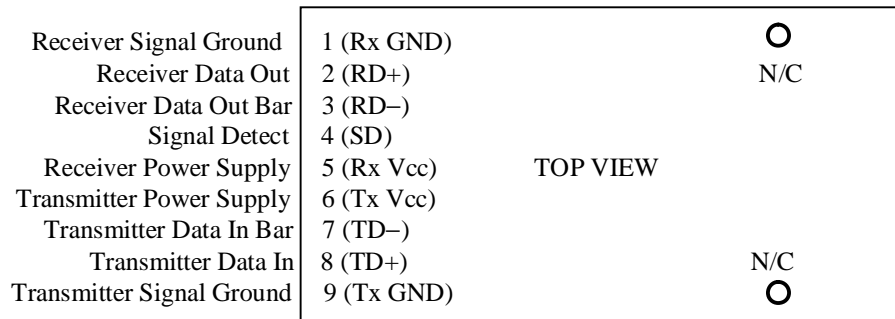 Receiver Signal Ground 1 (Rx GND)
Receiver Data Out 2 (RD+) N/C
Receiver Data Out Bar 3 (RD−)
Signal Detect 4 (SD)
Receiver Power Supply 5 (Rx Vcc) TOP VIEW
Transmitter Power Supply 6 (Tx Vcc)
Transmitter Data In Bar 7 (TD−)
Transmitter Data In 8 (TD+) N/C
Transmitter Signal Ground 9 (Tx GND)